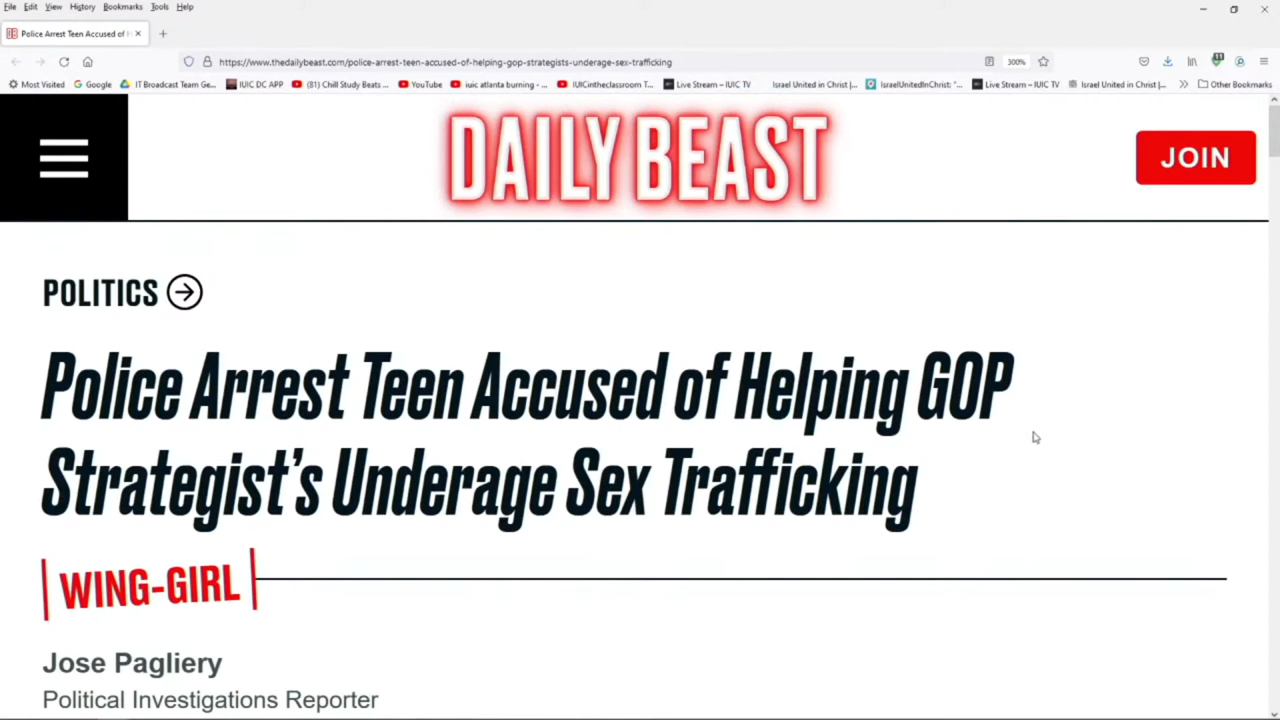 File Edit View History Bookmarks Tools Help
Police Arrest Teen Accused of H
https://www.thedailybeast.com/police-arrest-teen-accused-of-helping-gop-strategists-underage-sex-trafficking
300%
Most Visited Google IT Broadcast Team Ge... IUIC DC APP (81) Chill Study Beats ... YouTube iuic atlanta burning - ... IUICintheclassroom T... Live Stream – IUIC TV Israel United in Christ |... IsraelUnitedInChrist: "... Live Stream – IUIC TV Israel United in Christ |... Other Bookmarks
DAILY BEAST
JOIN
POLITICS
Police Arrest Teen Accused of Helping GOP
Strategist’s Underage Sex Trafficking
WING-GIRL
Jose Pagliery
Political Investigations Reporter